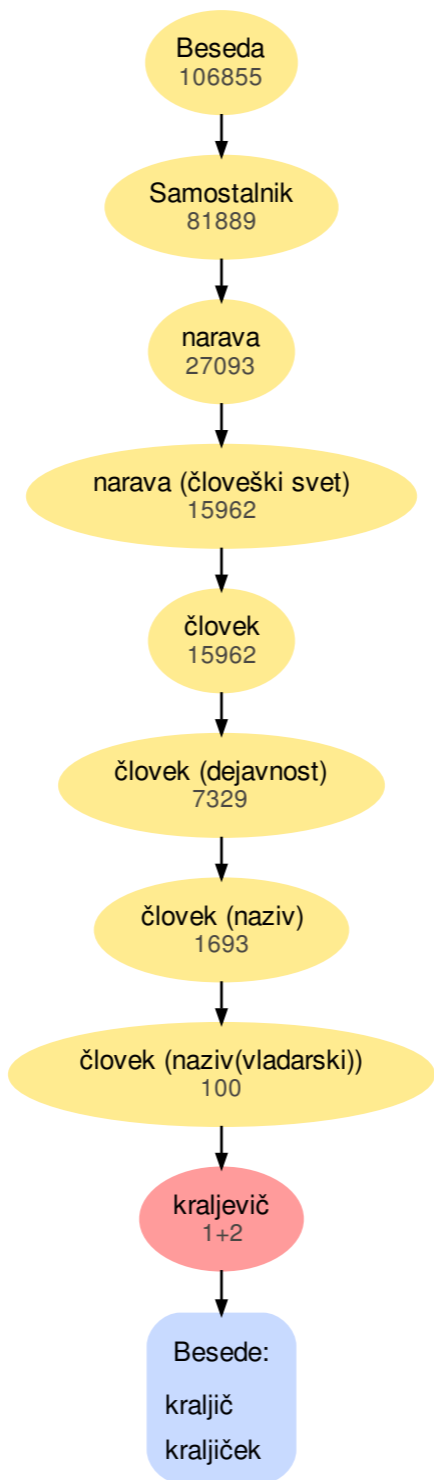 Beseda
106855
Samostalnik
81889
narava
27093
narava (človeški svet)
15962
človek
15962
človek (dejavnost)
7329
človek (naziv)
1693
človek (naziv(vladarski))
100
kraljevič
1+2
Besede:
kraljič
kraljiček